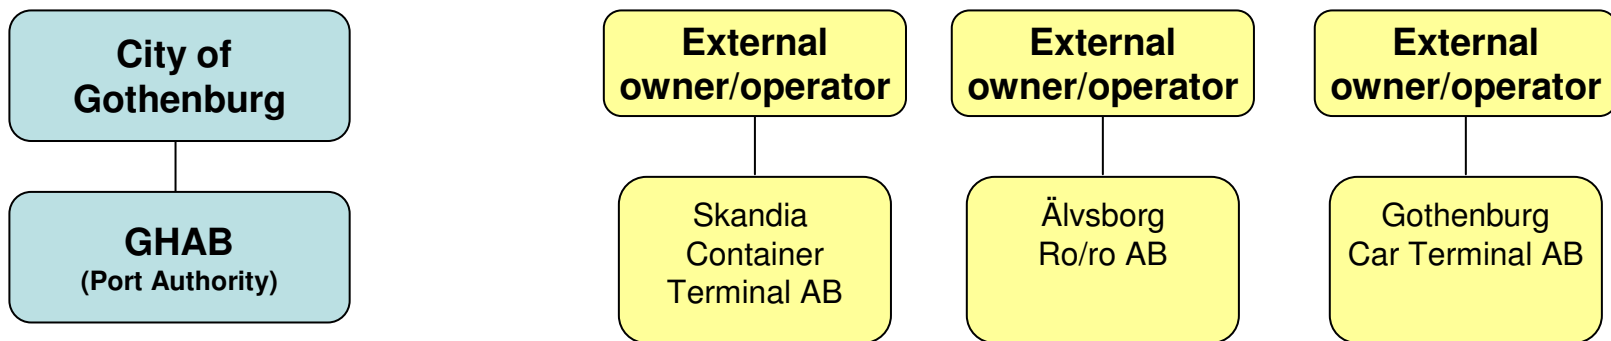 City of
Gothenburg
GHAB
(Port Authority)
External
owner/operator
Skandia
Container
Terminal AB
External
owner/operator
Älvsborg
Ro/ro AB
External
owner/operator
Gothenburg
Car Terminal AB